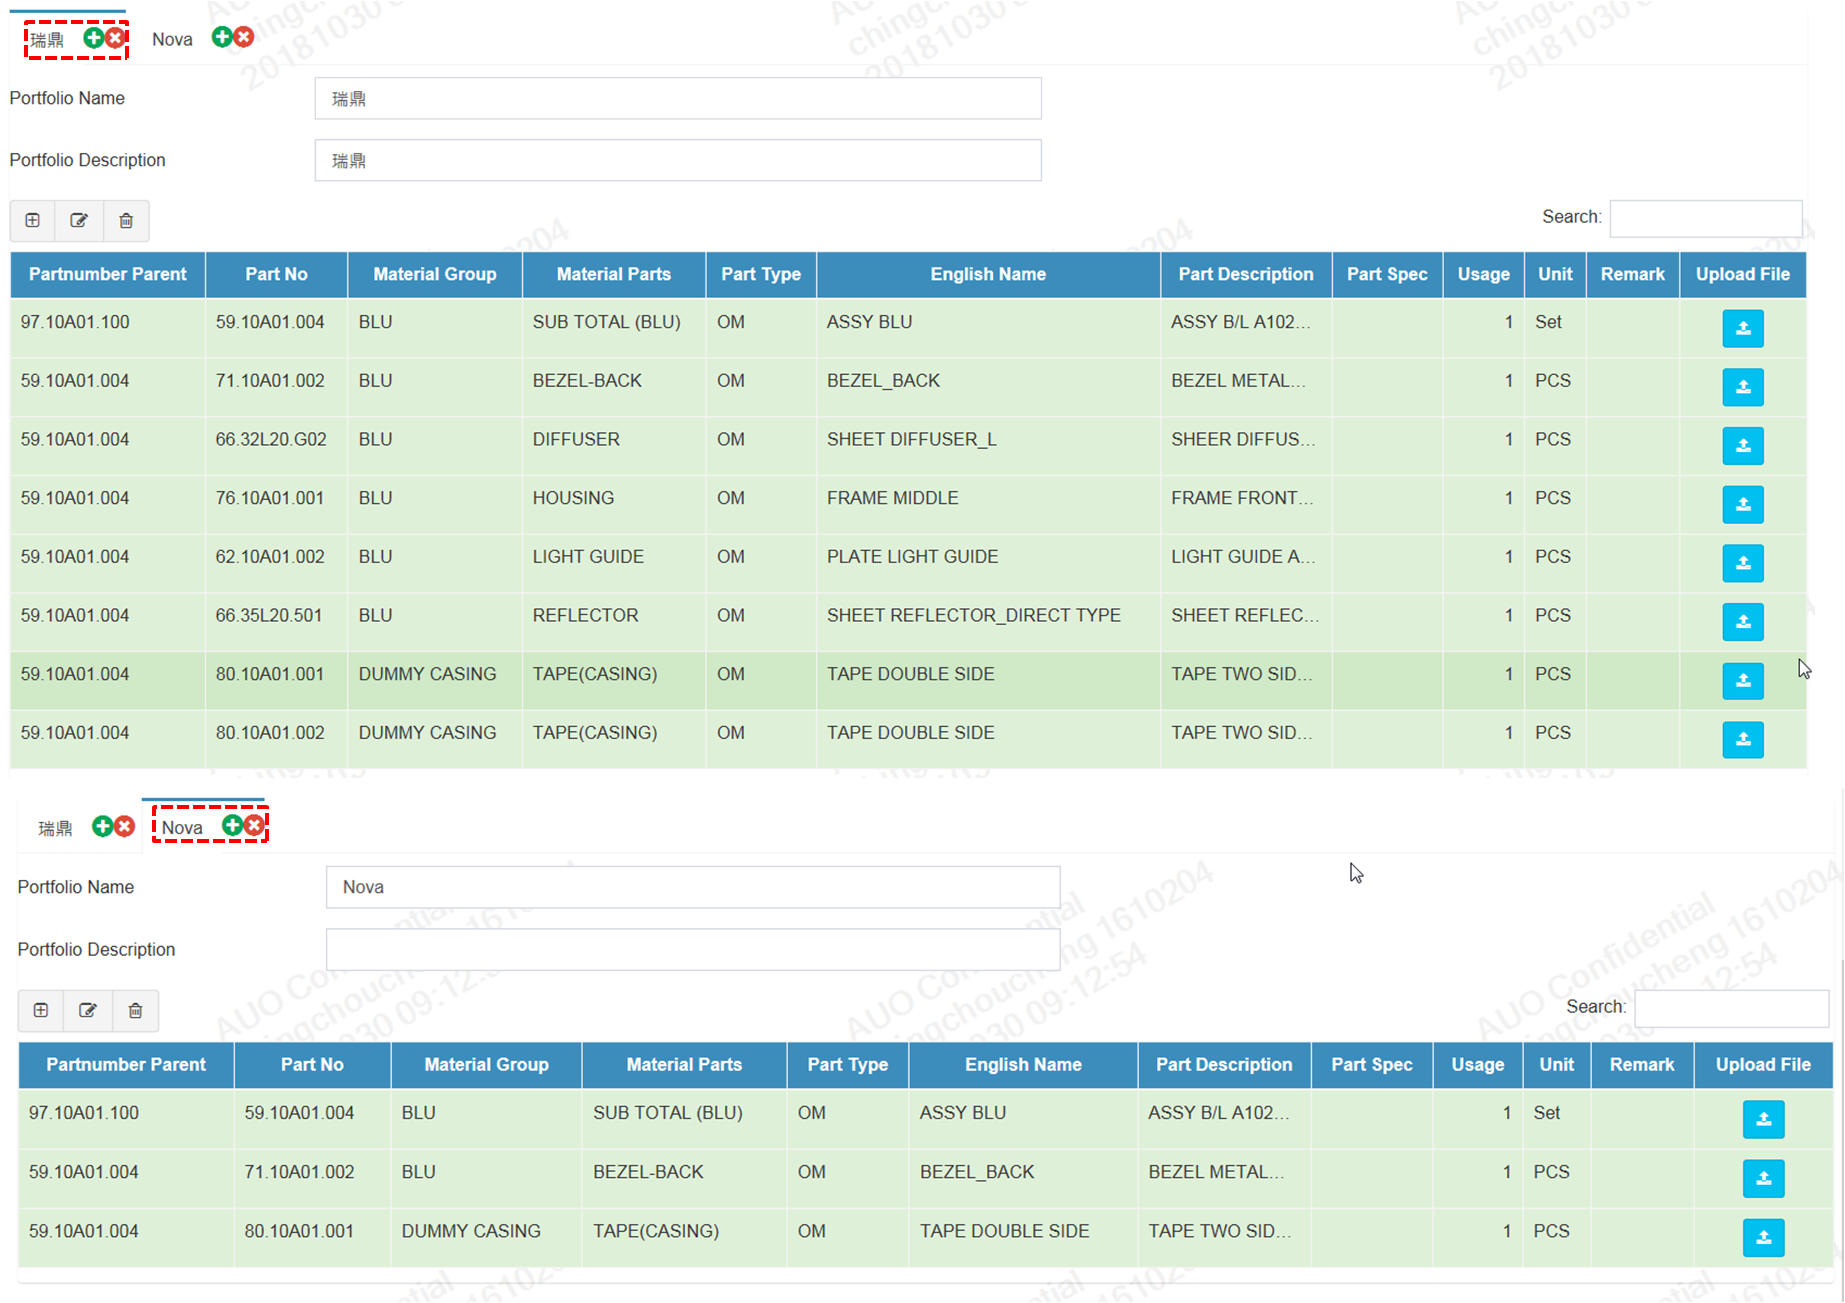 瑞鼎 Nova
Portfolio Name 瑞鼎
Portfolio Description 瑞鼎
Search:
Partnumber Parent Part No Material Group Material Parts Part Type English Name Part Description Part Spec Usage Unit Remark Upload File
97.10A01.100 59.10A01.004 BLU SUB TOTAL (BLU) OM ASSY BLU ASSY B/L A102... 1 Set
59.10A01.004 71.10A01.002 BLU BEZEL-BACK OM BEZEL_BACK BEZEL METAL... 1 PCS
59.10A01.004 66.32L20.G02 BLU DIFFUSER OM SHEET DIFFUSER_L SHEER DIFFUS... 1 PCS
59.10A01.004 76.10A01.001 BLU HOUSING OM FRAME MIDDLE FRAME FRONT... 1 PCS
59.10A01.004 62.10A01.002 BLU LIGHT GUIDE OM PLATE LIGHT GUIDE LIGHT GUIDE A... 1 PCS
59.10A01.004 66.35L20.501 BLU REFLECTOR OM SHEET REFLECTOR_DIRECT TYPE SHEET REFLEC... 1 PCS
59.10A01.004 80.10A01.001 DUMMY CASING TAPE(CASING) OM TAPE DOUBLE SIDE TAPE TWO SID... 1 PCS
59.10A01.004 80.10A01.002 DUMMY CASING TAPE(CASING) OM TAPE DOUBLE SIDE TAPE TWO SID... 1 PCS
瑞鼎 Nova
Portfolio Name Nova
Portfolio Description
Search:
Partnumber Parent Part No Material Group Material Parts Part Type English Name Part Description Part Spec Usage Unit Remark Upload File
97.10A01.100 59.10A01.004 BLU SUB TOTAL (BLU) OM ASSY BLU ASSY B/L A102... 1 Set
59.10A01.004 71.10A01.002 BLU BEZEL-BACK OM BEZEL_BACK BEZEL METAL... 1 PCS
59.10A01.004 80.10A01.001 DUMMY CASING TAPE(CASING) OM TAPE DOUBLE SIDE TAPE TWO SID... 1 PCS
AUO Confidential